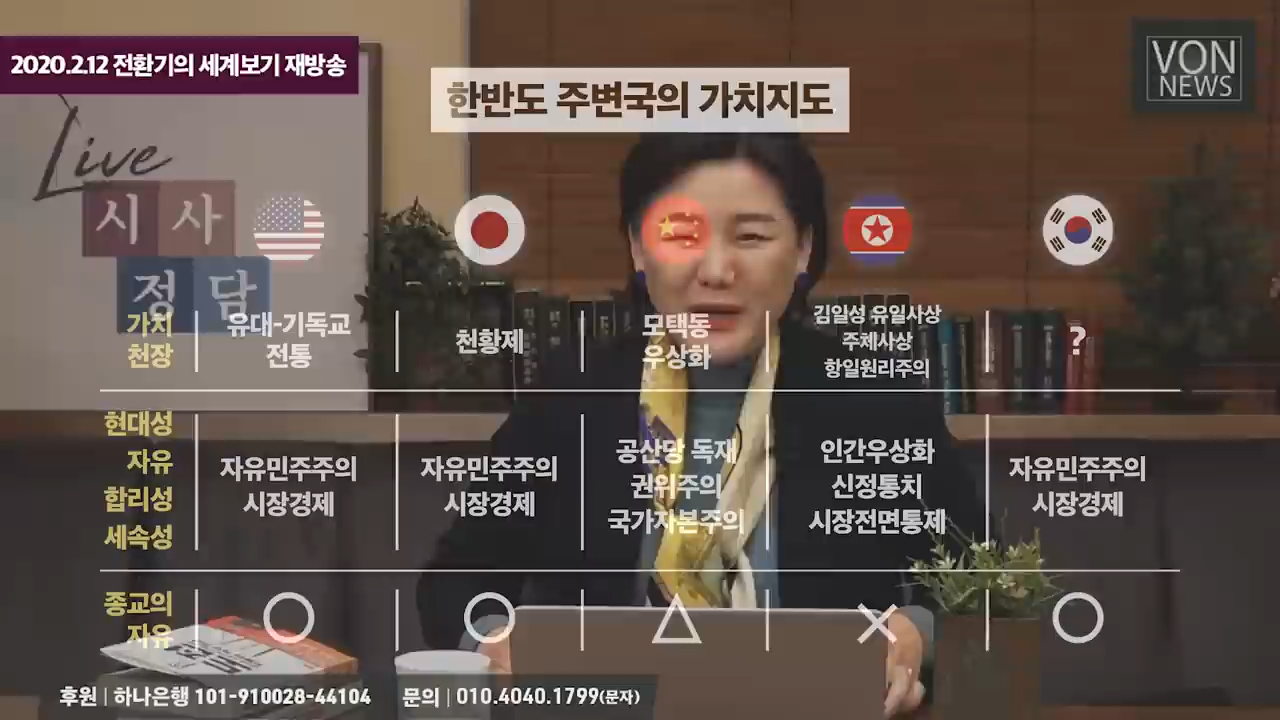 2020.2.12 전환기의 세계보기 재방송
VON
NEWS
한반도 주변국의 가치지도
Live
시사
정담
가치
천장
유대-기독교
전통
천황제
모택동
우상화
김일성 유일사상
주체사상
항일원리주의
?
현대성
자유
합리성
세속성
자유민주주의
시장경제
자유민주주의
시장경제
공산당 독재
권위주의
국가자본주의
인간우상화
신정통치
시장전면통제
자유민주주의
시장경제
종교의
자유
후원 | 하나은행 101-910028-44104 문의 | 010.4040.1799(문자)